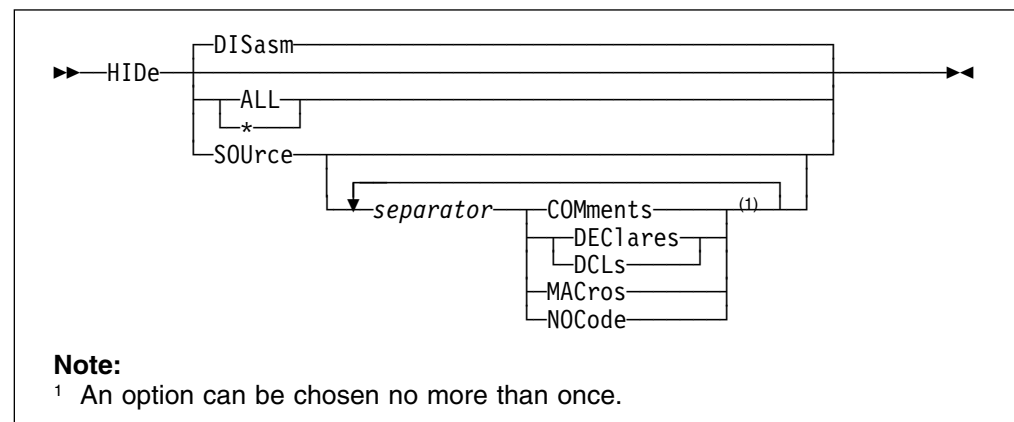 DISasm
HIDe
ALL
*
SOUrce
separator COMments (1)
DEClares
DCLs
MACros
NOCode
Note:
1 An option can be chosen no more than once.